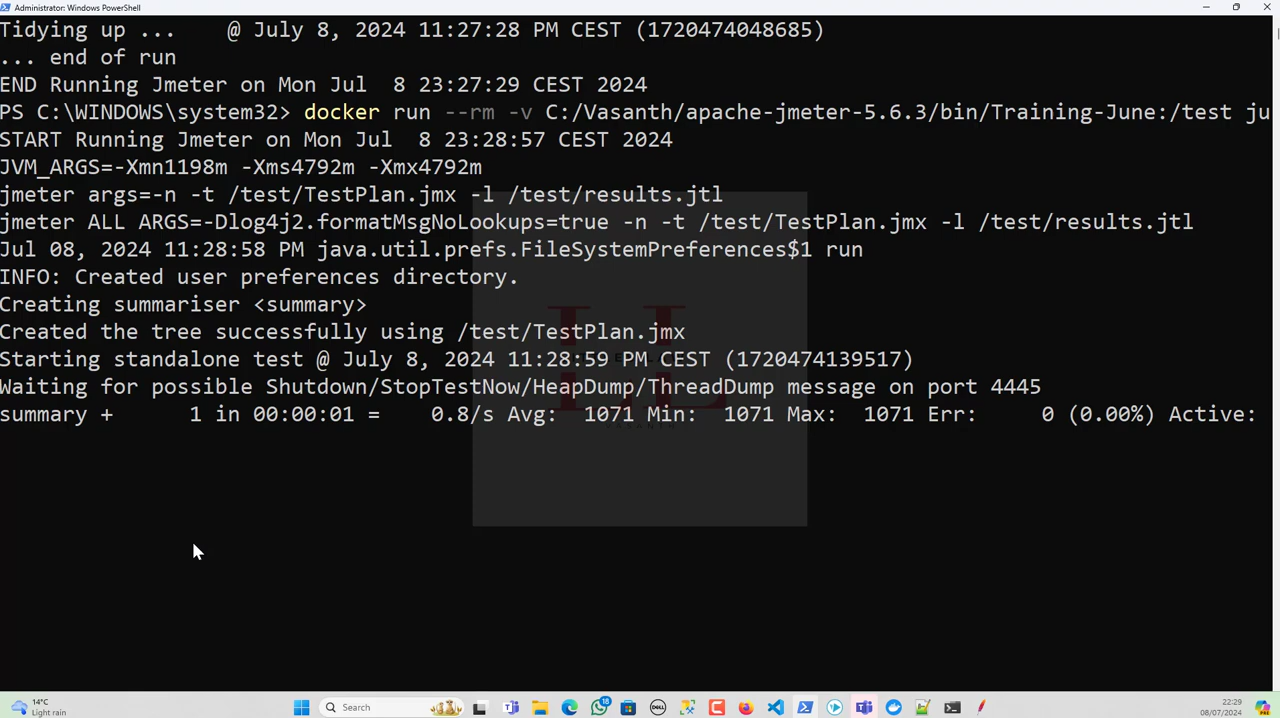 Administrator: Windows PowerShell
Tidying up ...    @ July 8, 2024 11:27:28 PM CEST (1720474048685)
... end of run
END Running Jmeter on Mon Jul  8 23:27:29 CEST 2024
PS C:\WINDOWS\system32> docker run --rm -v C:/Vasanth/apache-jmeter-5.6.3/bin/Training-June:/test ju
START Running Jmeter on Mon Jul  8 23:28:57 CEST 2024
JVM_ARGS=-Xmn1198m -Xms4792m -Xmx4792m
jmeter args=-n -t /test/TestPlan.jmx -l /test/results.jtl
jmeter ALL ARGS=-Dlog4j2.formatMsgNoLookups=true -n -t /test/TestPlan.jmx -l /test/results.jtl
Jul 08, 2024 11:28:58 PM java.util.prefs.FileSystemPreferences$1 run
INFO: Created user preferences directory.
Creating summariser <summary>
Created the tree successfully using /test/TestPlan.jmx
Starting standalone test @ July 8, 2024 11:28:59 PM CEST (1720474139517)
Waiting for possible Shutdown/StopTestNow/HeapDump/ThreadDump message on port 4445
summary +      1 in 00:00:01 =    0.8/s Avg:  1071 Min:  1071 Max:  1071 Err:     0 (0.00%) Active:
14°C
Light rain
Search
18
DELL
22:29
08/07/2024